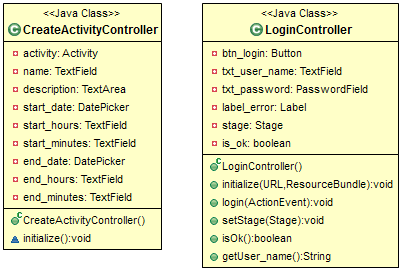 <<Java Class>>
CreateActivityController
activity: Activity
name: TextField
description: TextArea
start_date: DatePicker
start_hours: TextField
start_minutes: TextField
end_date: DatePicker
end_hours: TextField
end_minutes: TextField
CreateActivityController()
initialize():void
<<Java Class>>
LoginController
btn_login: Button
txt_user_name: TextField
txt_password: PasswordField
label_error: Label
stage: Stage
is_ok: boolean
LoginController()
initialize(URL,ResourceBundle):void
login(ActionEvent):void
setStage(Stage):void
isOk():boolean
getUser_name():String